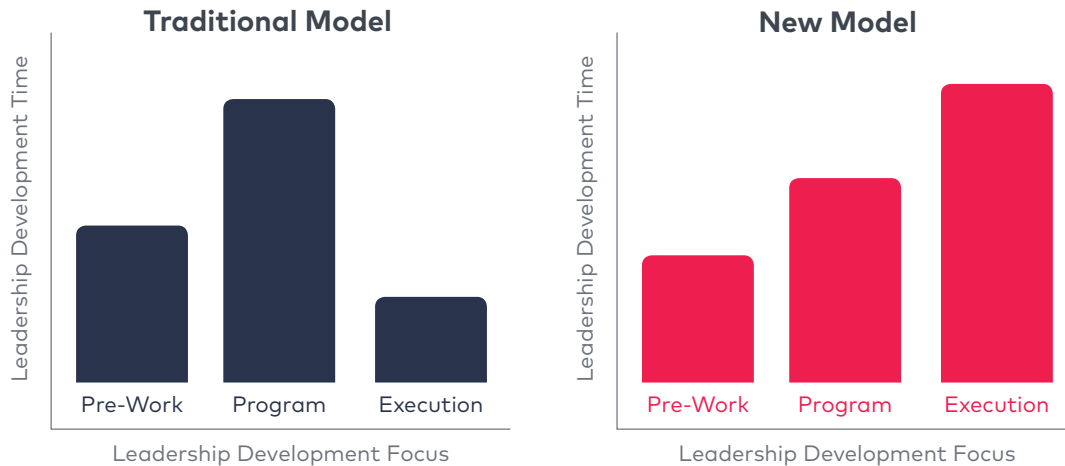 Traditional Model
Leadership Development Time
Pre-Work
Program
Execution
Leadership Development Focus
New Model
Leadership Development Time
Pre-Work
Program
Execution
Leadership Development Focus